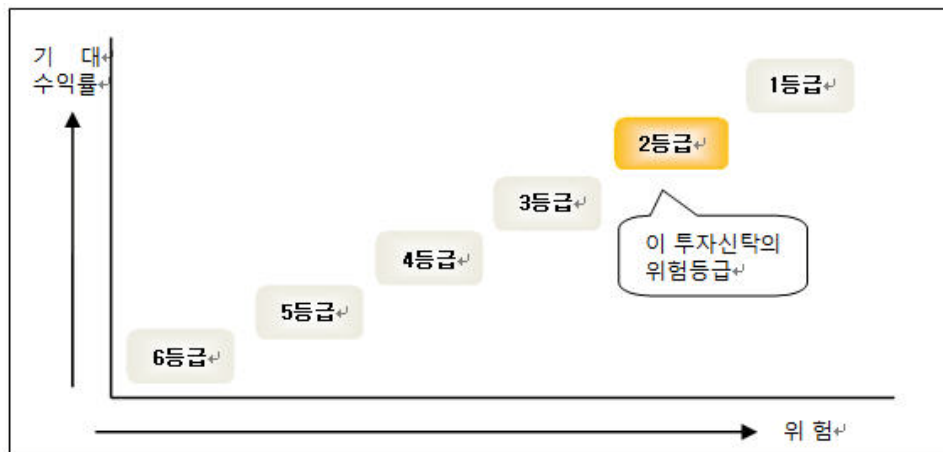 기 대
수익률
1등급
2등급
3등급
이 투자신탁의
위험등급
4등급
5등급
6등급
위 험